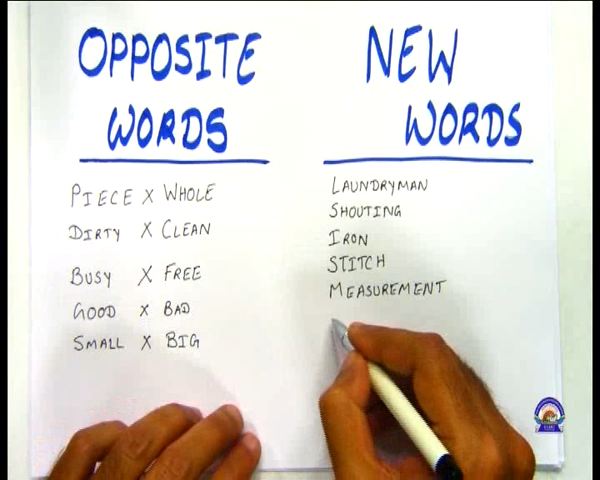 OPPOSITE
WORDS
PIECE X WHOLE
DIRTY X CLEAN
BUSY X FREE
GOOD X BAD
SMALL X BIG
NEW
WORDS
LAUNDRYMAN
SHOUTING
IRON
STITCH
MEASUREMENT